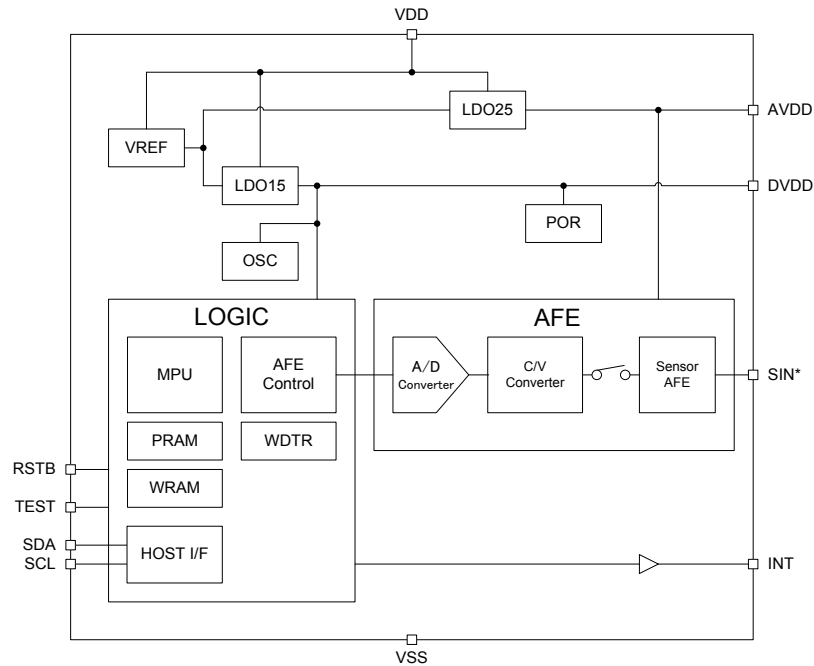 VDD
LDO25
AVDD
VREF
LDO15
DVDD
POR
OSC
LOGIC
AFE
MPU
AFE
Control
A/D
Converter
C/V
Converter
Sensor
AFE
SIN*
PRAM
WDTR
RSTB
WRAM
TEST
SDA
SCL
HOST I/F
INT
VSS